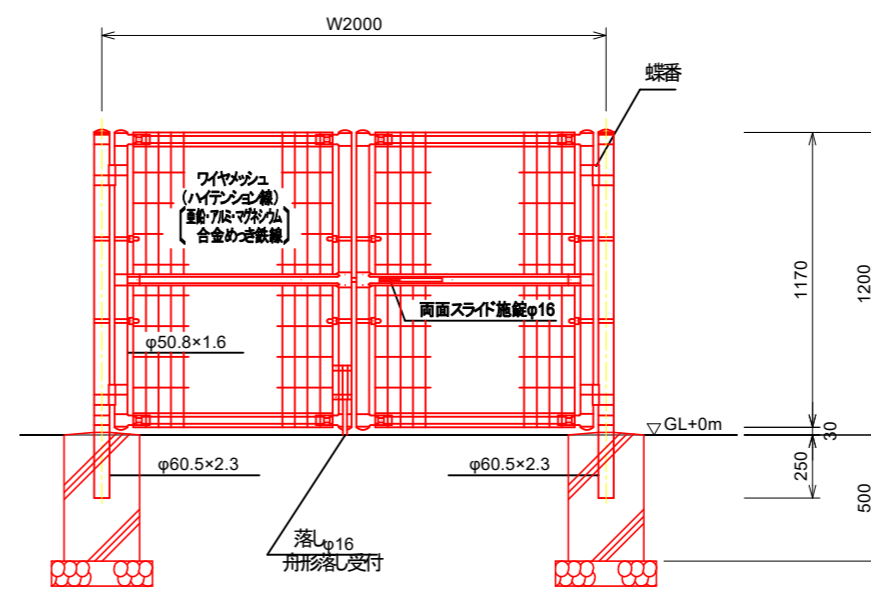 W2000
蝶番
ワイヤメッシュ
(ハイテンション線)
亜鉛・アルミ・マグネシウム
合金めっき鉄線
両面スライド施錠φ16
φ50.8×1.6
1170
1200
GL+0m
30
φ60.5×2.3
φ60.5×2.3
250
500
落しφ16
舟形落し受付